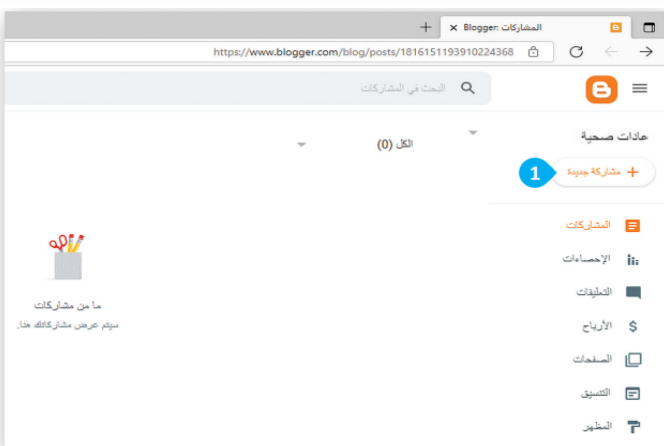 المشاركات :Blogger
https://www.blogger.com/blog/posts/1816151193910224368
البحث في المشاركات
عادات صحية
الكل (0)
مشاركة جديدة
1
المشاركات
الإحصاءات
التعليقات
الأرباح
الصفحات
التنسيق
المظهر
ما من مشاركات
سيتم عرض مشاركاتك هنا.